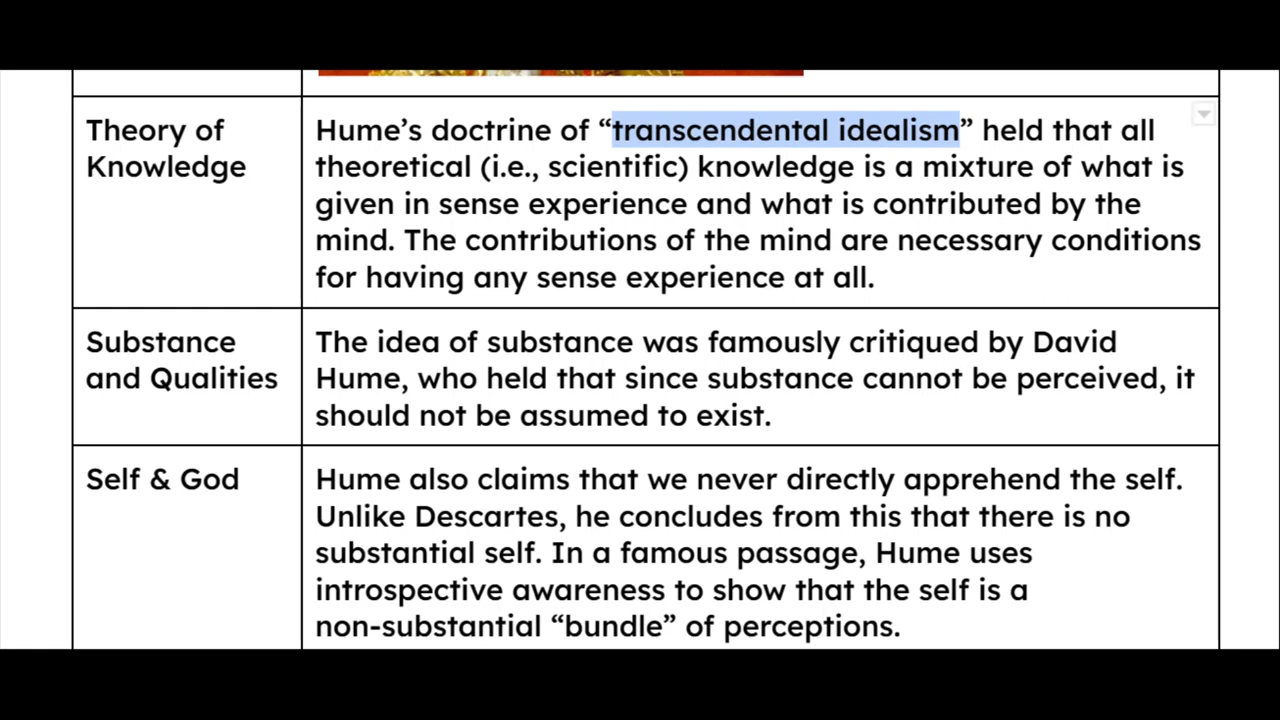 Theory of
Knowledge
Hume’s doctrine of “transcendental idealism” held that all
theoretical (i.e., scientific) knowledge is a mixture of what is
given in sense experience and what is contributed by the
mind. The contributions of the mind are necessary conditions
for having any sense experience at all.
Substance
and Qualities
The idea of substance was famously critiqued by David
Hume, who held that since substance cannot be perceived, it
should not be assumed to exist.
Self & God
Hume also claims that we never directly apprehend the self.
Unlike Descartes, he concludes from this that there is no
substantial self. In a famous passage, Hume uses
introspective awareness to show that the self is a
non-substantial “bundle” of perceptions.